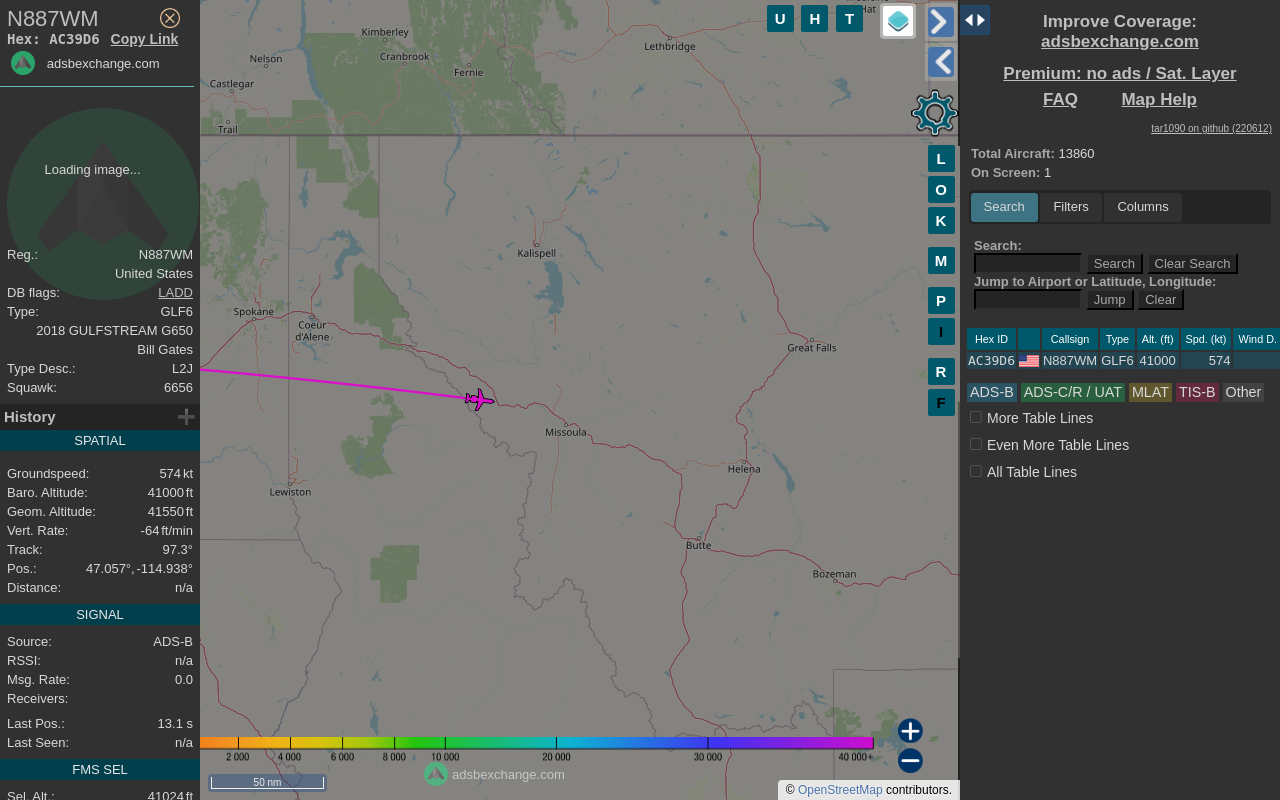 N887WM
Hex: AC39D6 Copy Link
adsbexchange.com
Loading image...
Reg.: N887WM
United States
DB flags: LADD
Type: GLF6
2018 GULFSTREAM G650
Bill Gates
Type Desc.: L2J
Squawk: 6656
History
SPATIAL
Groundspeed: 574 kt
Baro. Altitude: 41000 ft
Geom. Altitude: 41550 ft
Vert. Rate: -64 ft/min
Track: 97.3°
Pos.: 47.057°, -114.938°
Distance: n/a
SIGNAL
Source: ADS-B
RSSI: n/a
Msg. Rate: 0.0
Receivers:
Last Pos.: 13.1 s
Last Seen: n/a
FMS SEL
Sel. Alt.: 41024 ft
Hat
Kimberley
Lethbridge
Nelson
Cranbrook
Fernie
Castlegar
Trail
Kalispell
Spokane
Coeur
d'Alene
Great Falls
Missoula
Helena
Lewiston
Butte
Bozeman
U H T
L
O
K
M
P
I
R
F
2 000 4 000 6 000 8 000 10 000 20 000 30 000 40 000+
50 nm
adsbexchange.com
© OpenStreetMap contributors.
Improve Coverage:
adsbexchange.com
Premium: no ads / Sat. Layer
FAQ Map Help
tar1090 on github (220612)
Total Aircraft: 13860
On Screen: 1
Search Filters Columns
Search:
Search Clear Search
Jump to Airport or Latitude, Longitude:
Jump Clear
Hex ID Callsign Type Alt. (ft) Spd. (kt) Wind D.
AC39D6 N887WM GLF6 41000 574
ADS-B ADS-C/R / UAT MLAT TIS-B Other
More Table Lines
Even More Table Lines
All Table Lines